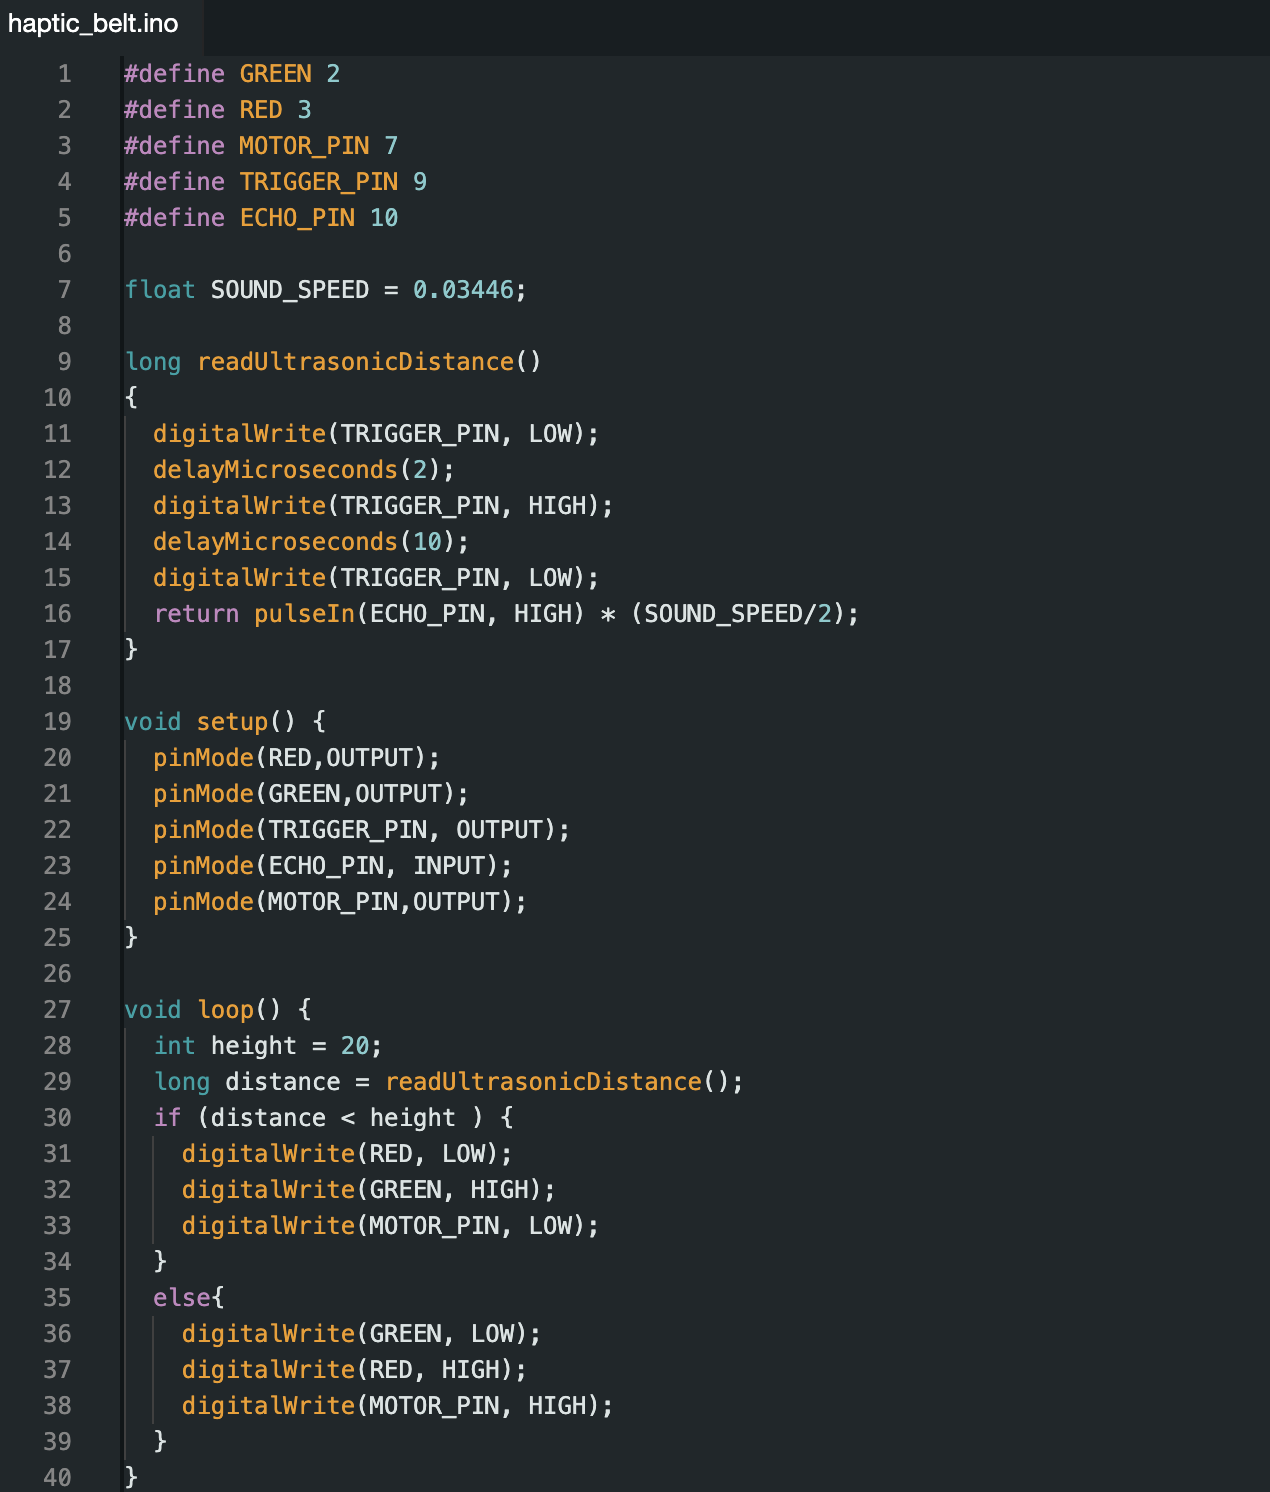 haptic_belt.ino
1 #define GREEN 2
2 #define RED 3
3 #define MOTOR_PIN 7
4 #define TRIGGER_PIN 9
5 #define ECHO_PIN 10
6
7 float SOUND_SPEED = 0.03446;
8
9 long readUltrasonicDistance()
10 {
11   digitalWrite(TRIGGER_PIN, LOW);
12   delayMicroseconds(2);
13   digitalWrite(TRIGGER_PIN, HIGH);
14   delayMicroseconds(10);
15   digitalWrite(TRIGGER_PIN, LOW);
16   return pulseIn(ECHO_PIN, HIGH) * (SOUND_SPEED/2);
17 }
18
19 void setup() {
20   pinMode(RED,OUTPUT);
21   pinMode(GREEN,OUTPUT);
22   pinMode(TRIGGER_PIN, OUTPUT);
23   pinMode(ECHO_PIN, INPUT);
24   pinMode(MOTOR_PIN,OUTPUT);
25 }
26
27 void loop() {
28   int height = 20;
29   long distance = readUltrasonicDistance();
30   if (distance < height ) {
31     digitalWrite(RED, LOW);
32     digitalWrite(GREEN, HIGH);
33     digitalWrite(MOTOR_PIN, LOW);
34   }
35   else{
36     digitalWrite(GREEN, LOW);
37     digitalWrite(RED, HIGH);
38     digitalWrite(MOTOR_PIN, HIGH);
39   }
40 }